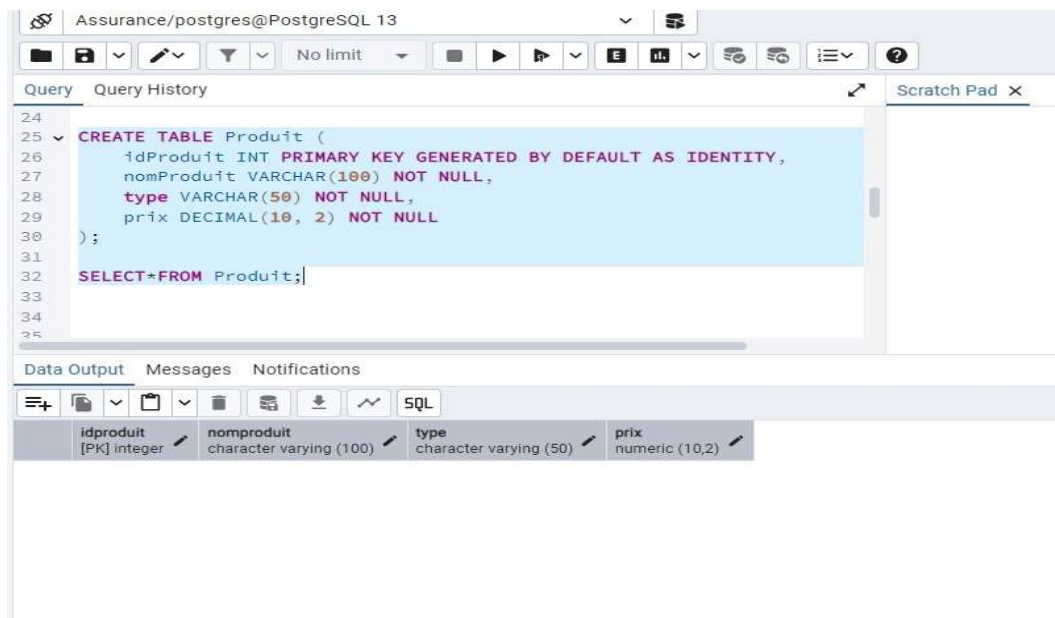 Assurance/postgres@PostgreSQL 13
No limit
E
Query Query History
Scratch Pad X
24
25 CREATE TABLE Produit (
26 idProduit INT PRIMARY KEY GENERATED BY DEFAULT AS IDENTITY,
27 nomProduit VARCHAR(100) NOT NULL,
28 type VARCHAR(50) NOT NULL,
29 prix DECIMAL(10, 2) NOT NULL
30 );
31
32 SELECT*FROM Produit;
33
34
35
Data Output Messages Notifications
SQL
idproduit nomproduit type prix
[PK] integer character varying (100) character varying (50) numeric (10,2)